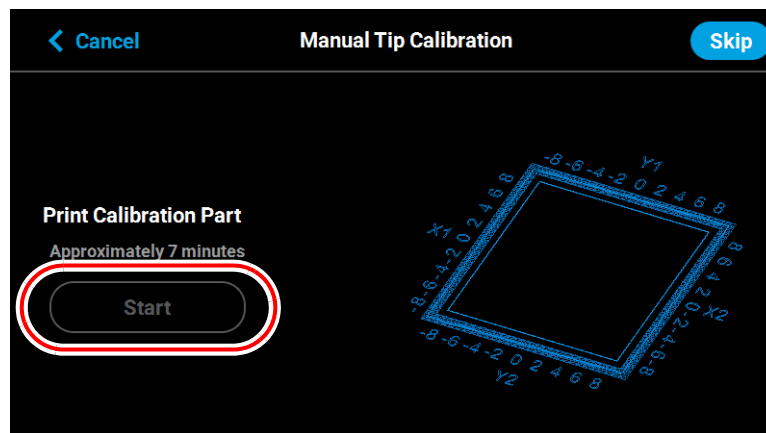 Cancel
Manual Tip Calibration
Skip
Print Calibration Part
Approximately 7 minutes
Start
-8 -6 -4 -2 0 2 4 6 8
Y1
X1
-8 -6 -4 -2 0 2 4 6 8
8 6 4 2 0 -2 -4 -6 -8
X2
-8 -6 -4 -2 0 2 4 6 8
Y2